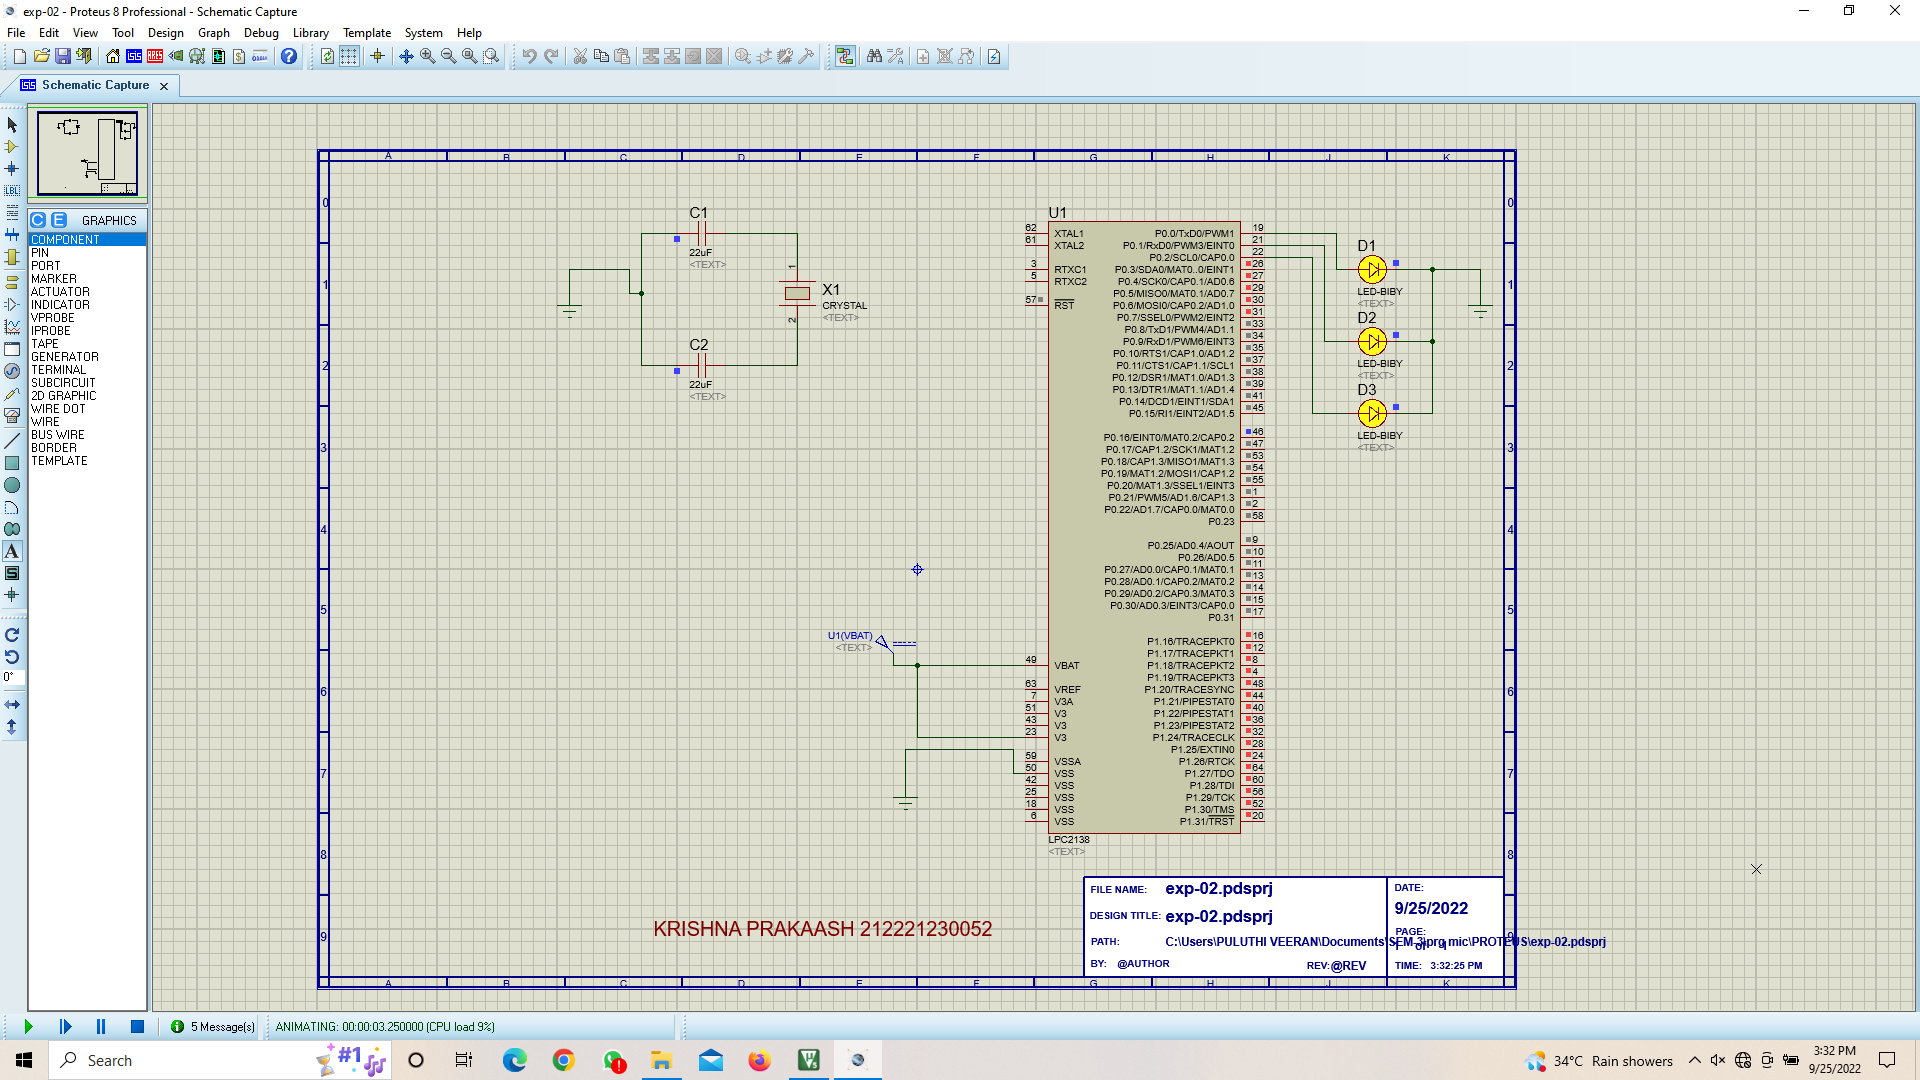 exp-02 - Proteus 8 Professional - Schematic Capture
File Edit View Tool Design Graph Debug Library Template System Help
Schematic Capture
GRAPHICS
COMPONENT
PIN
PORT
MARKER
ACTUATOR
INDICATOR
VPROBE
IPROBE
TAPE
GENERATOR
TERMINAL
SUBCIRCUIT
2D GRAPHIC
WIRE DOT
WIRE
BUS WIRE
BORDER
TEMPLATE
0°
A B C D E F G H J K
0 0
1 1
2 2
3 3
4 4
5 5
6 6
7 7
8 8
9 9
C1
22uF
<TEXT>
C2
22uF
<TEXT>
X1
CRYSTAL
<TEXT>
1
2
U1
62 XTAL1
61 XTAL2
3 RTXC1
5 RTXC2
57 RST
U1(VBAT)
<TEXT>
49 VBAT
63 VREF
7 V3A
51 V3
43 V3
23 V3
59 VSSA
50 VSS
42 VSS
25 VSS
18 VSS
6 VSS
P0.0/TxD0/PWM1 19
P0.1/RxD0/PWM3/EINT0 21
P0.2/SCL0/CAP0.0 22
P0.3/SDA0/MAT0..0/EINT1 26
P0.4/SCK0/CAP0.1/AD0.6 27
P0.5/MISO0/MAT0.1/AD0.7 29
P0.6/MOSI0/CAP0.2/AD1.0 30
P0.7/SSEL0/PWM2/EINT2 31
P0.8/TxD1/PWM4/AD1.1 33
P0.9/RxD1/PWM6/EINT3 34
P0.10/RTS1/CAP1.0/AD1.2 35
P0.11/CTS1/CAP1.1/SCL1 37
P0.12/DSR1/MAT1.0/AD1.3 38
P0.13/DTR1/MAT1.1/AD1.4 39
P0.14/DCD1/EINT1/SDA1 41
P0.15/RI1/EINT2/AD1.5 45
P0.16/EINT0/MAT0.2/CAP0.2 46
P0.17/CAP1.2/SCK1/MAT1.2 47
P0.18/CAP1.3/MISO1/MAT1.3 53
P0.19/MAT1.2/MOSI1/CAP1.2 54
P0.20/MAT1.3/SSEL1/EINT3 55
P0.21/PWM5/AD1.6/CAP1.3 1
P0.22/AD1.7/CAP0.0/MAT0.0 2
P0.23 58
P0.25/AD0.4/AOUT 9
P0.26/AD0.5 10
P0.27/AD0.0/CAP0.1/MAT0.1 11
P0.28/AD0.1/CAP0.2/MAT0.2 13
P0.29/AD0.2/CAP0.3/MAT0.3 14
P0.30/AD0.3/EINT3/CAP0.0 15
P0.31 17
P1.16/TRACEPKT0 16
P1.17/TRACEPKT1 12
P1.18/TRACEPKT2 8
P1.19/TRACEPKT3 4
P1.20/TRACESYNC 48
P1.21/PIPESTAT0 44
P1.22/PIPESTAT1 40
P1.23/PIPESTAT2 36
P1.24/TRACECLK 32
P1.25/EXTIN0 28
P1.26/RTCK 24
P1.27/TDO 64
P1.28/TDI 60
P1.29/TCK 56
P1.30/TMS 52
P1.31/TRST 20
LPC2138
<TEXT>
D1
LED-BIBY
<TEXT>
D2
LED-BIBY
<TEXT>
D3
LED-BIBY
<TEXT>
KRISHNA PRAKAASH 212221230052
FILE NAME: exp-02.pdsprj
DESIGN TITLE: exp-02.pdsprj
PATH: C:\Users\PULUTHI VEERAN\Documents\SEM-3\prg mic\PROTEUS\exp-02.pdsprj
BY: @AUTHOR REV:@REV
DATE:
9/25/2022
PAGE:
TIME: 3:32:25 PM
A B C D E F G H J K
5 Message(s)
ANIMATING: 00:00:03.250000 (CPU load 9%)
Search
#1
34°C Rain showers
3:32 PM
9/25/2022